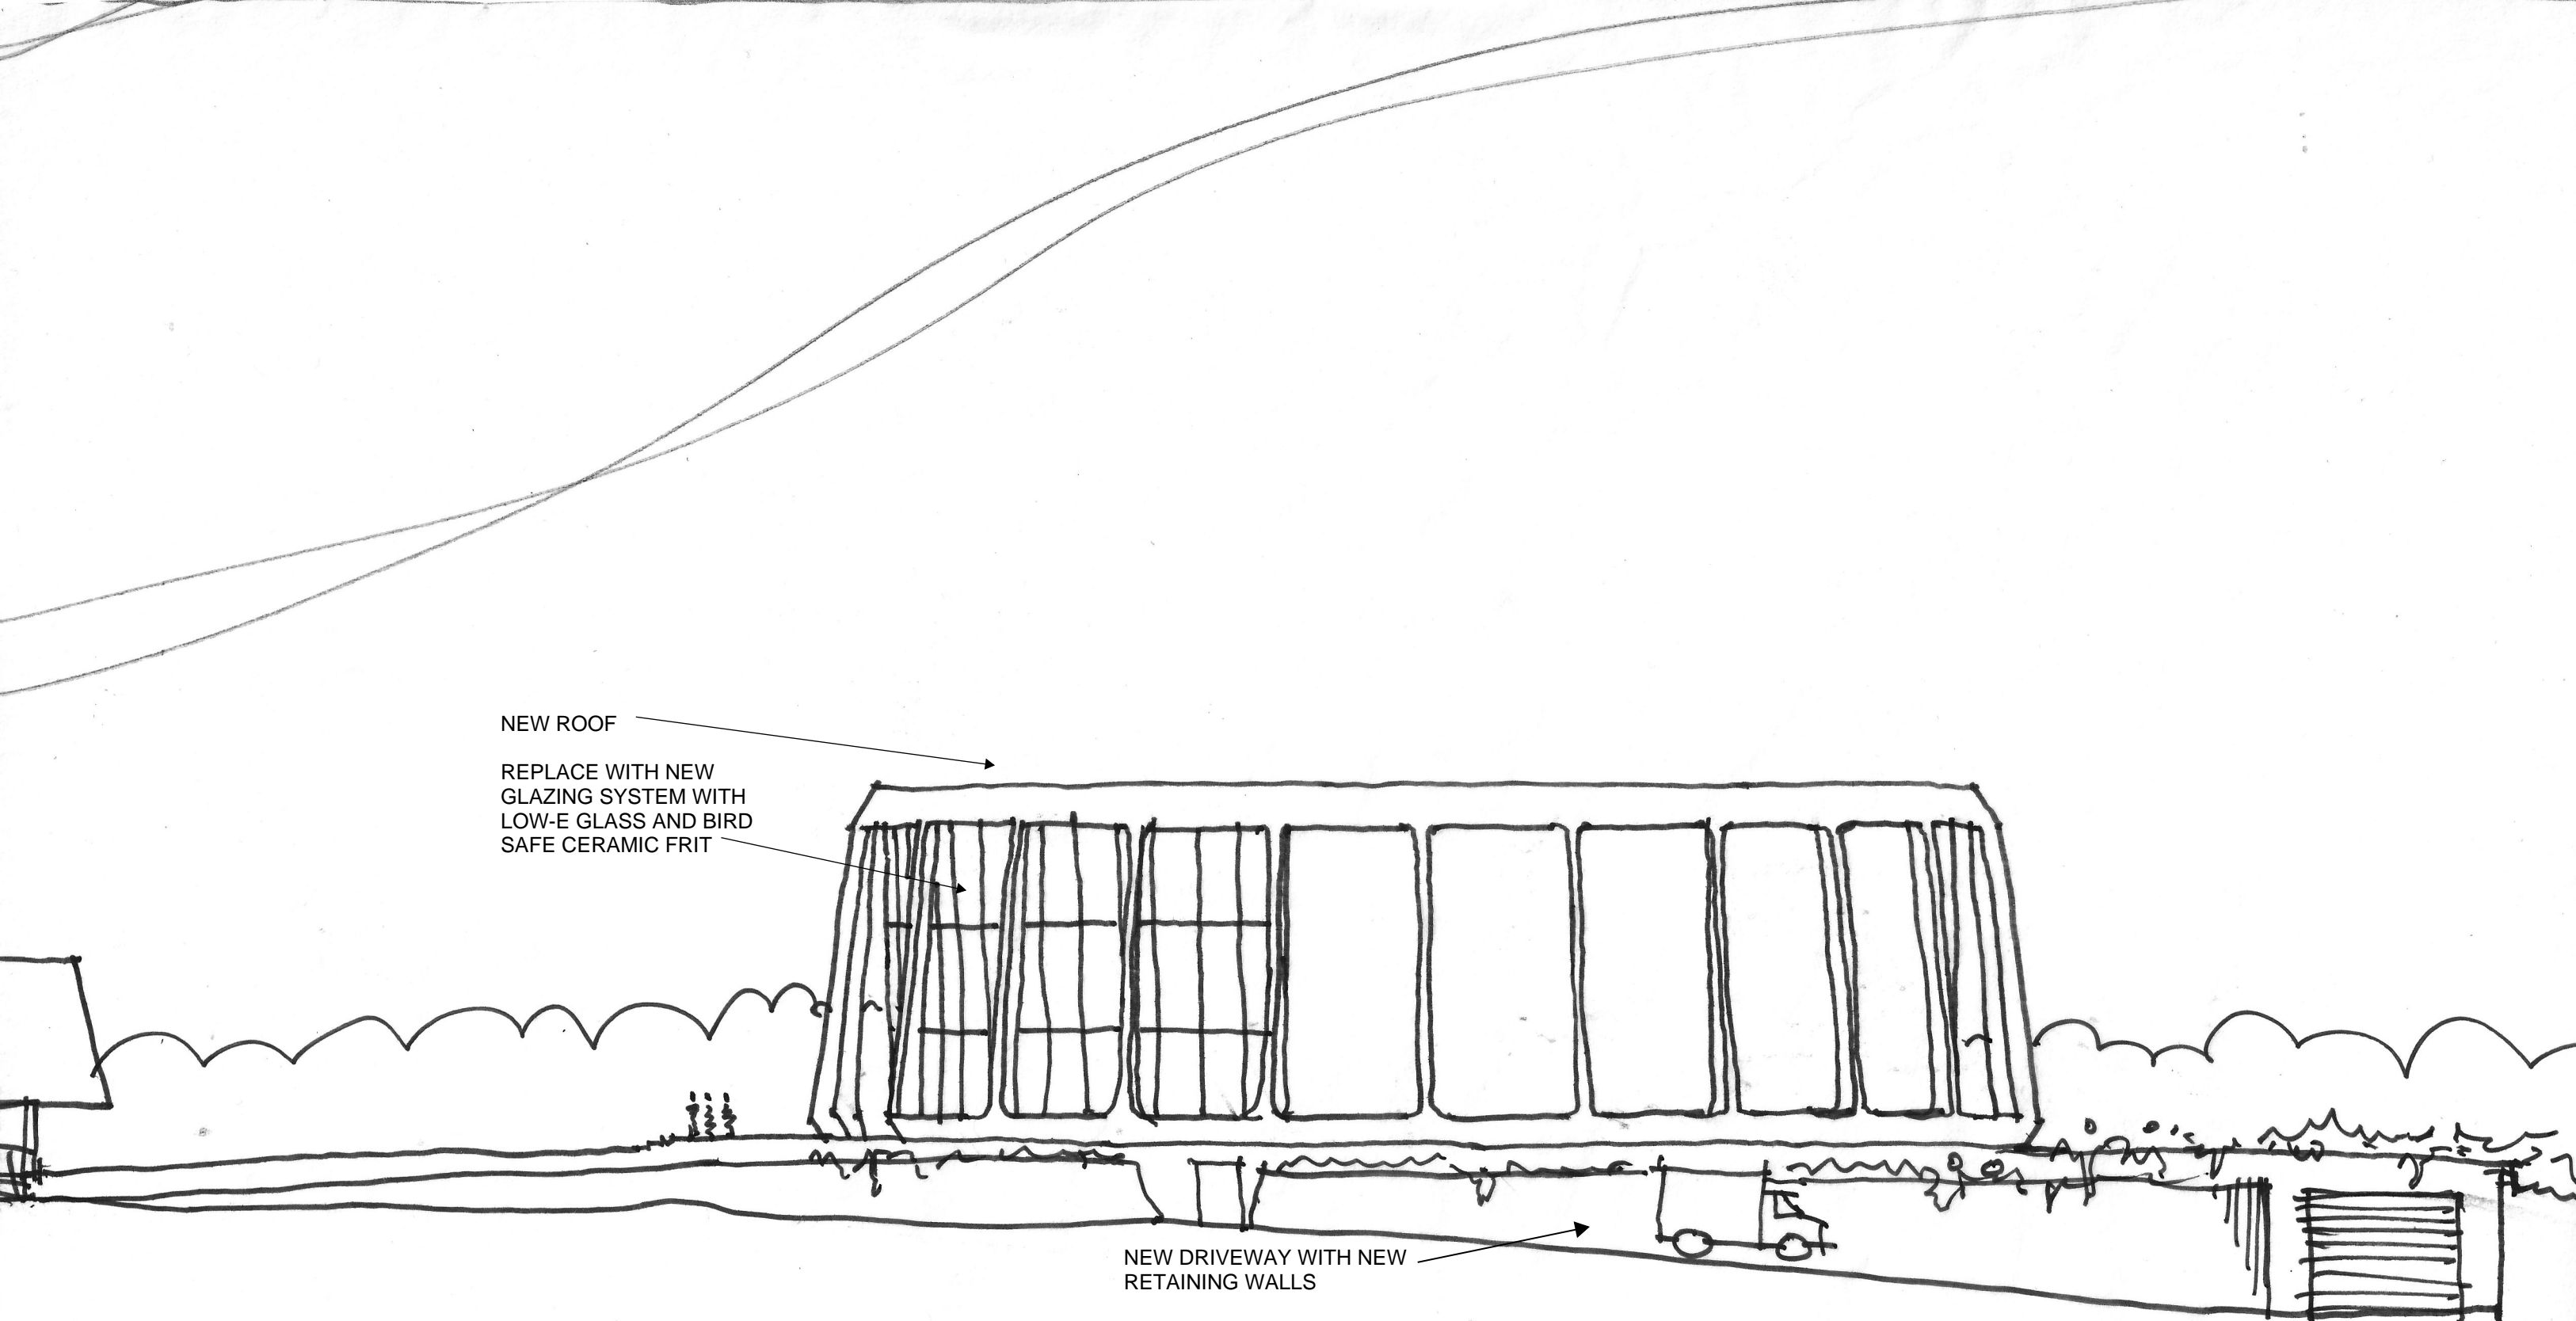 NEW ROOF
REPLACE WITH NEW
GLAZING SYSTEM WITH
LOW-E GLASS AND BIRD
SAFE CERAMIC FRIT
NEW DRIVEWAY WITH NEW
RETAINING WALLS